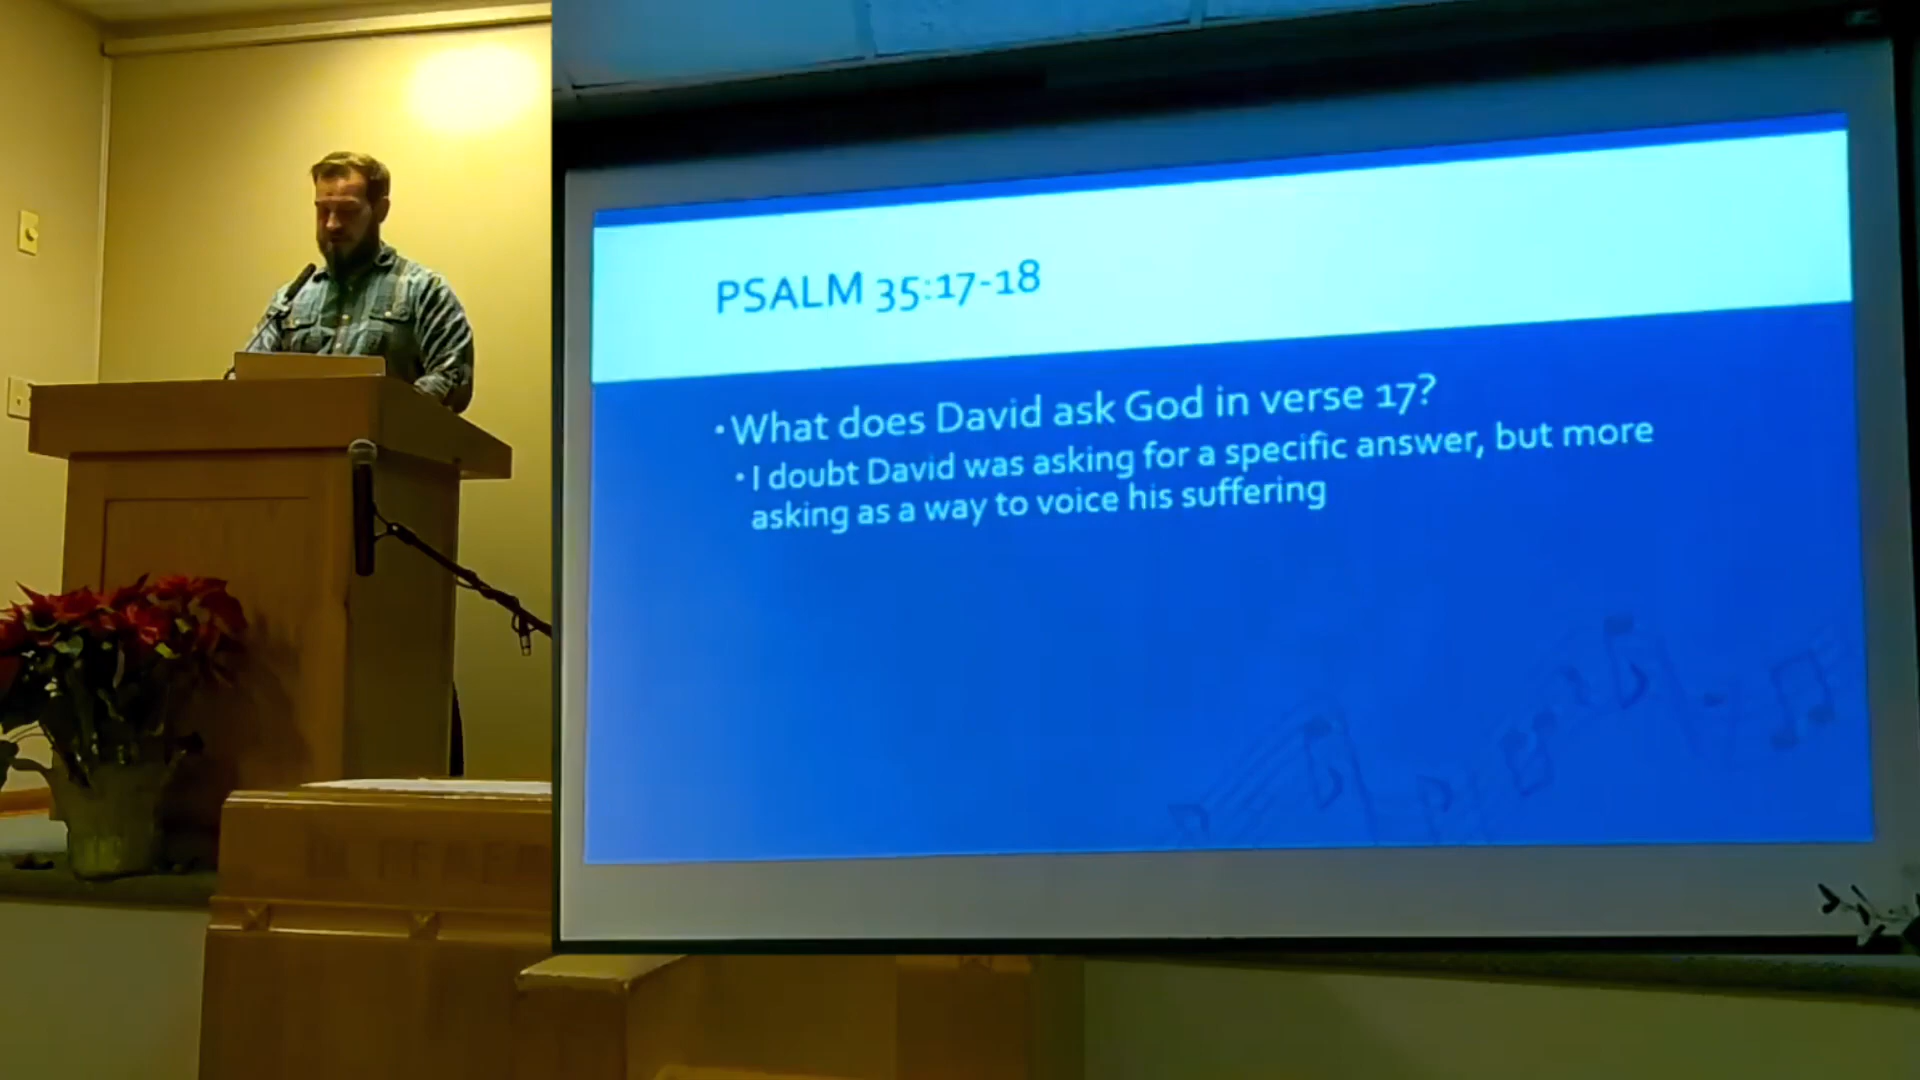 PSALM 35:17-18
• What does David ask God in verse 17?
• I doubt David was asking for a specific answer, but more
asking as a way to voice his suffering